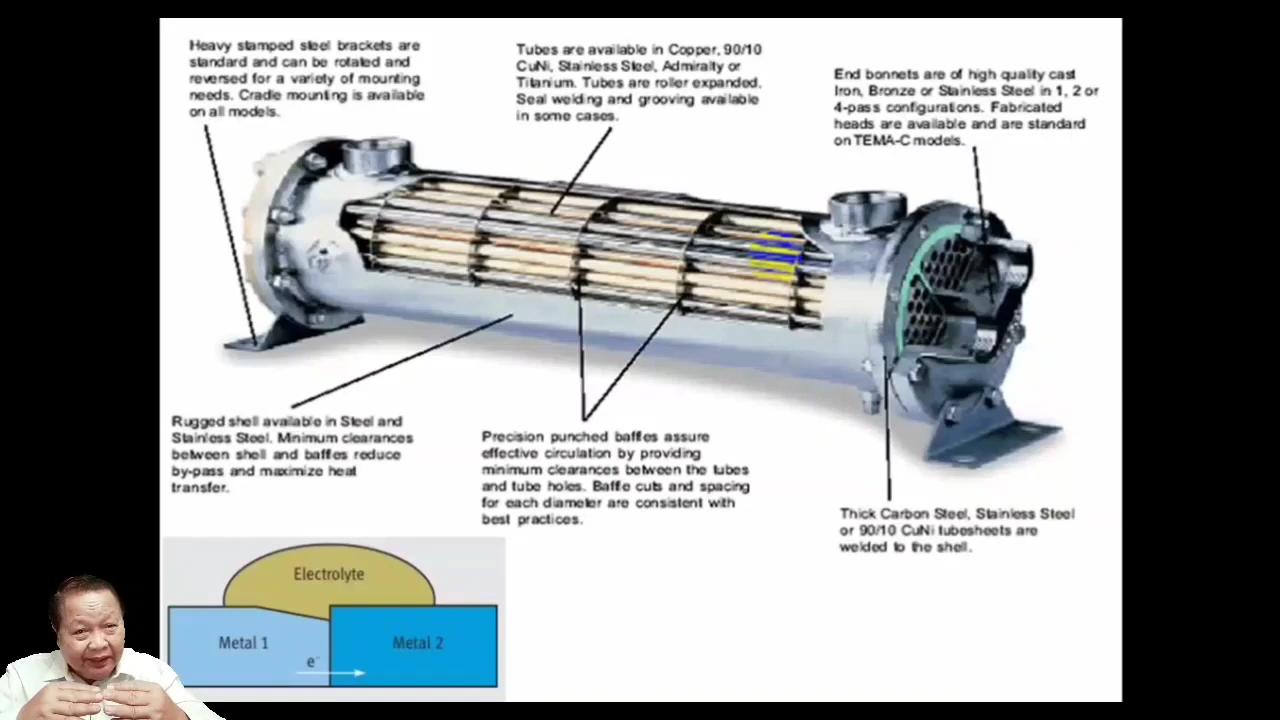 Heavy stamped steel brackets are
standard and can be rotated and
reversed for a variety of mounting
needs. Cradle mounting is available
on all models.
Tubes are available in Copper, 90/10
CuNi, Stainless Steel, Admiralty or
Titanium. Tubes are roller expanded.
Seal welding and grooving available
in some cases.
End bonnets are of high quality cast
Iron, Bronze or Stainless Steel in 1, 2 or
4-pass configurations. Fabricated
heads are available and are standard
on TEMA-C models.
Rugged shell available in Steel and
Stainless Steel. Minimum clearances
between shell and baffles reduce
by-pass and maximize heat
transfer.
Precision punched baffles assure
effective circulation by providing
minimum clearances between the tubes
and tube holes. Baffle cuts and spacing
for each diameter are consistent with
best practices.
Thick Carbon Steel, Stainless Steel
or 90/10 CuNi tubesheets are
welded to the shell.
Electrolyte
Metal 1
Metal 2
e⁻